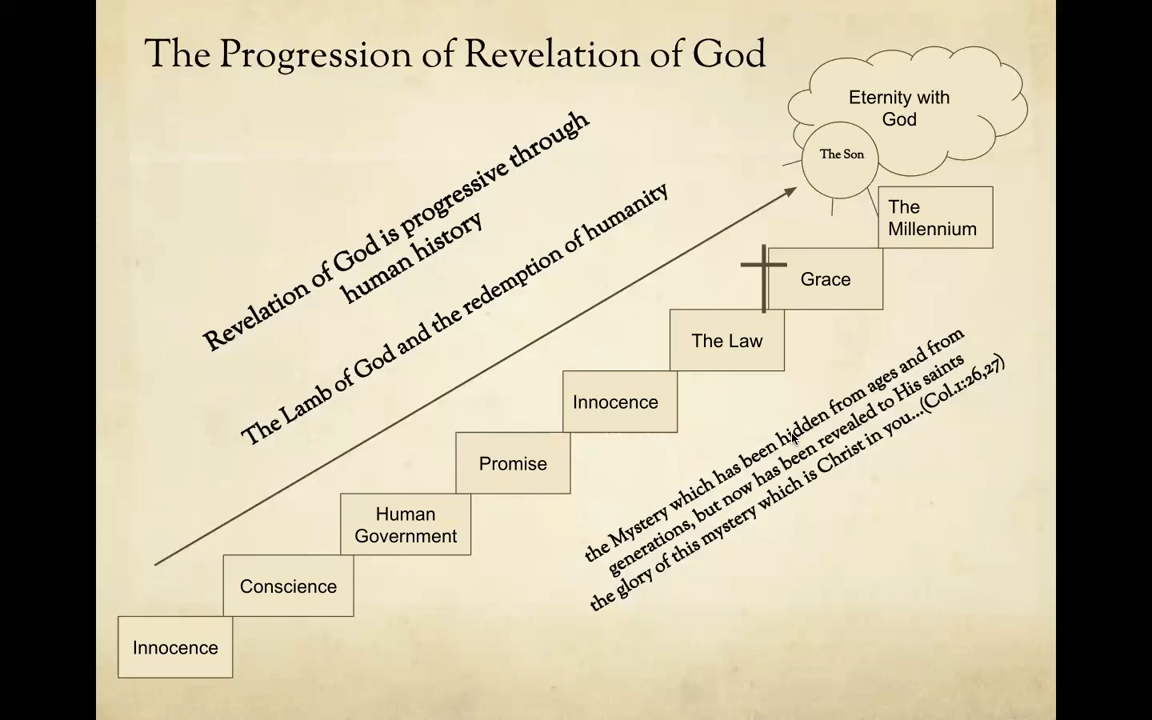 The Progression of Revelation of God
Eternity with
God
The Son
Revelation of God is progressive through
human history
The Lamb of God and the redemption of humanity
The
Millennium
Grace
The Law
Innocence
Promise
Human
Government
Conscience
Innocence
the Mystery which has been hidden from ages and from
generations, but now has been revealed to His saints
the glory of this mystery which is Christ in you...(Col.1:26,27)